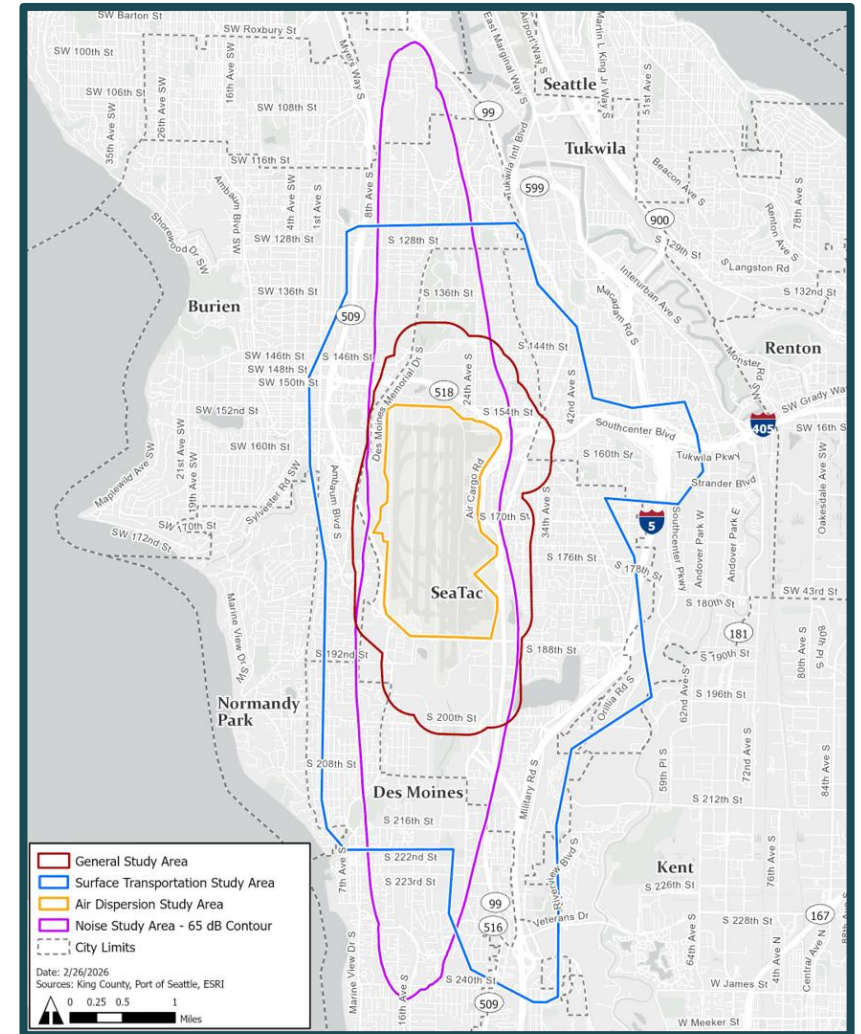 SW Barton St
SW Roxbury St
SW 100th St
16th Ave SW
Myers Way S
East Marginal Way S
Airport Way S
Martin L King Jr Way S
51st Ave S
Seattle
SW 106th St
35th Ave SW
26th Ave SW
SW 108th St
99
Tukwila
SW 116th St
Ambaum Blvd SW
4th Ave SW
1st Ave S
8th Ave S
Tukwila Intl Blvd
599
Beacon Ave S
78th Ave S
Renton Ave S
900
Shorewood Dr SW
SW 128th St
S 128th St
S 129th St
S Langston Rd
S 132nd St
Interurban Ave S
Macadam Rd S
SW 136th St
S 136th St
Burien
509
S 144th St
Monster Rd SW
Renton
SW 146th St
S 146th St
SW 148th St
SW 150th St
Des Moines Memorial Dr S
24th Ave S
42nd Ave S
518
SW Grady Way
SW 152nd St
S 154th St
Southcenter Blvd
405
SW 16th St
SW 160th St
S 160th St
Tukwila Pkwy
Strander Blvd
Maplewild Ave SW
21st Ave SW
19th Ave SW
Sylvester Rd SW
Ambaum Blvd S
Air Cargo Rd
34th Ave S
Oakesdale Ave SW
SW 170th St
SW 172nd St
S 170th St
5
Southcenter Pkwy
Andover Park W
Andover Park E
S 176th St
S 178th St
SeaTac
SW 43rd St
S 180th St
Marine View Dr SW
181
80th Pl S
S 192nd St
S 188th St
S 190th St
Orillia Rd S
62nd Ave S
S 196th St
Normandy
Park
S 200th St
S 208th St
Military Rd S
59th Pl S
72nd Ave S
80th Ave S
84th Ave S
Des Moines
S 212th St
S 216th St
7th Ave S
S 222nd St
S 223rd St
Riverview Blvd S
Kent
S 226th St
76th Ave S
99
516
Veterans Dr
S 228th St
167
88th Ave S
64th Ave S
4th Ave N
Central Ave N
Marine View Dr S
16th Ave S
S 240th St
509
W James St
W Meeker St
General Study Area
Surface Transportation Study Area
Air Dispersion Study Area
Noise Study Area - 65 dB Contour
City Limits
Date: 2/26/2026
Sources: King County, Port of Seattle, ESRI
0 0.25 0.5 1
Miles